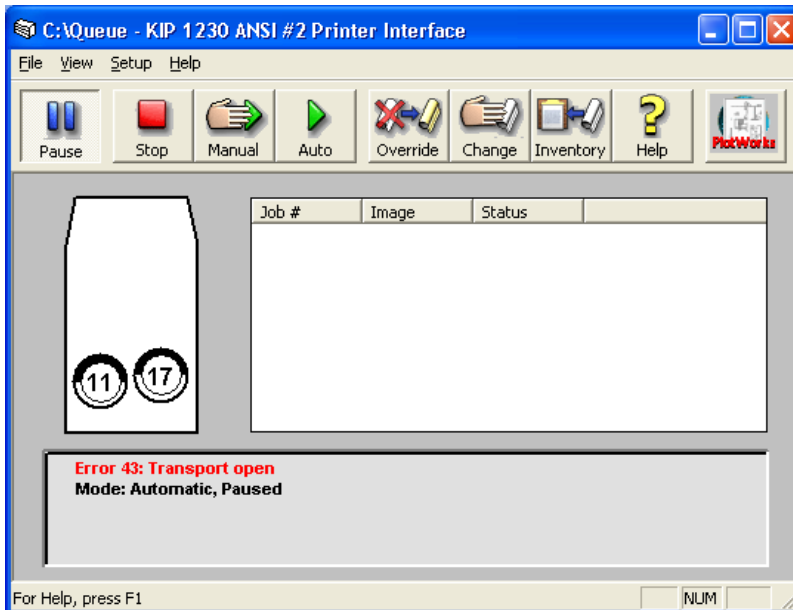 C:\Queue - KIP 1230 ANSI #2 Printer Interface
File View Setup Help
Pause Stop Manual Auto Override Change Inventory Help PlotWorks
Job # Image Status
11 17
Error 43: Transport open
Mode: Automatic, Paused
For Help, press F1 NUM